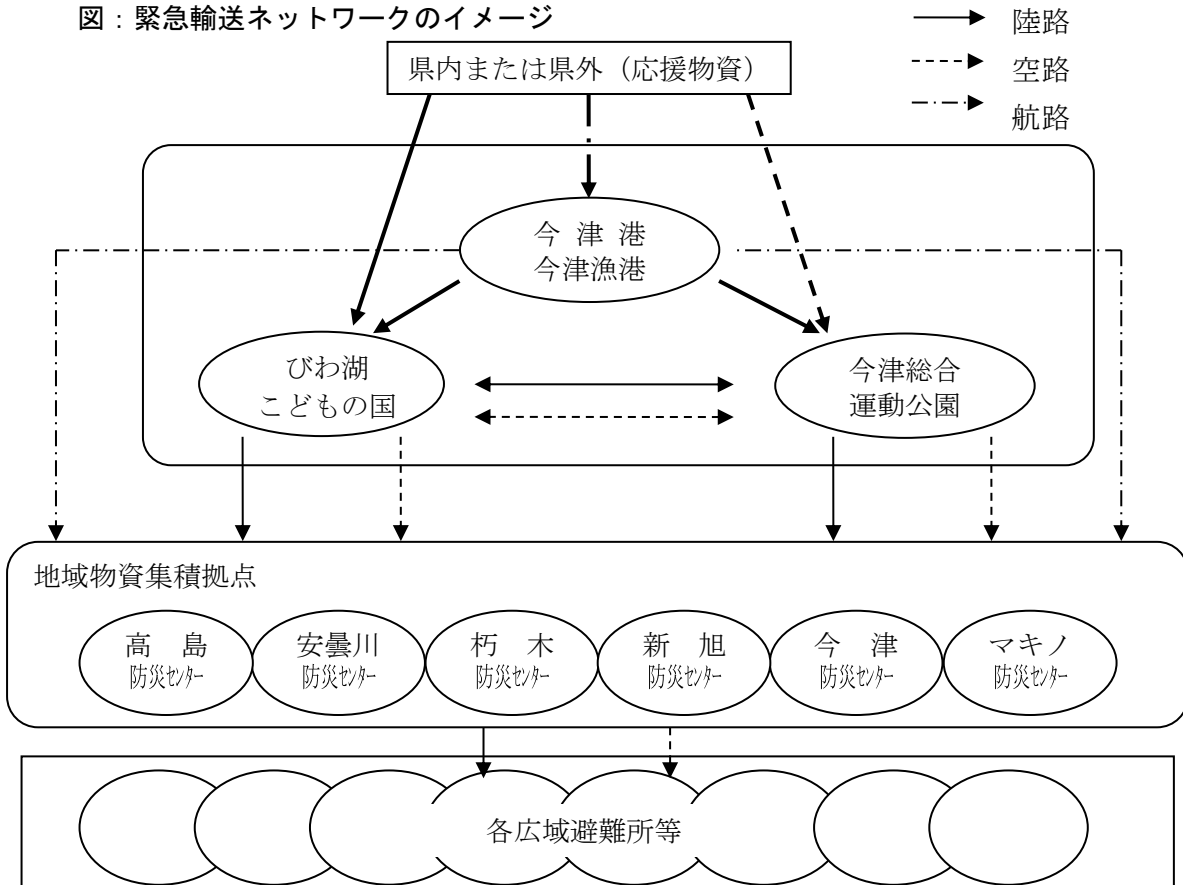 図：緊急輸送ネットワークのイメージ
陸路
空路
航路
県内または県外（応援物資）
今　津　港
今津漁港
びわ湖
こどもの国
今津総合
運動公園
地域物資集積拠点
高　島
防災ｾﾝﾀｰ
安曇川
防災ｾﾝﾀｰ
朽　木
防災ｾﾝﾀｰ
新　旭
防災ｾﾝﾀｰ
今　津
防災ｾﾝﾀｰ
マキノ
防災ｾﾝﾀｰ
各広域避難所等